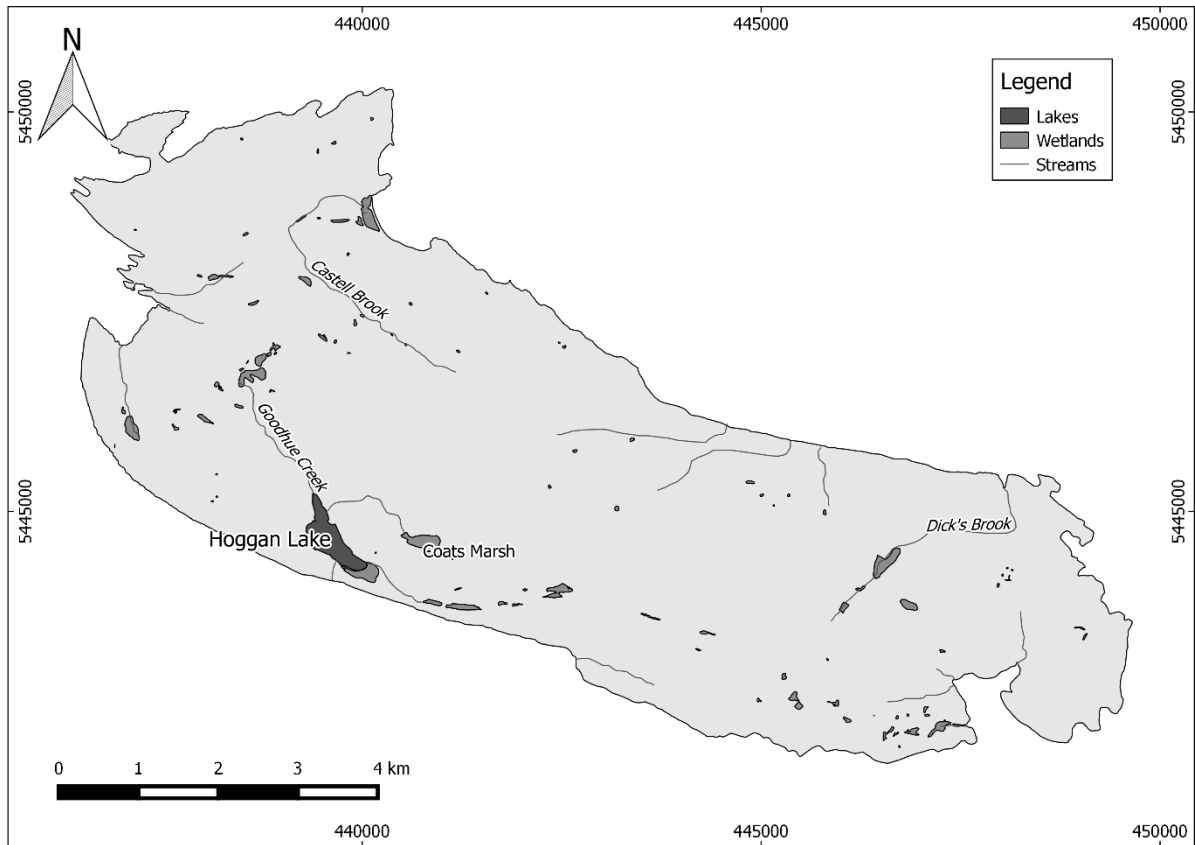 440000
445000
450000
N
5450000
5450000
Legend
Lakes
Wetlands
Streams
Castell Brook
Goodhue Creek
5445000
5445000
Hoggan Lake
Coats Marsh
Dick's Brook
0 1 2 3 4 km
440000
445000
450000